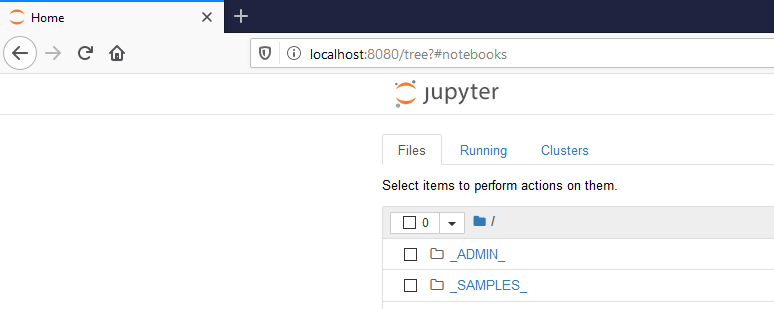 Home
localhost:8080/tree?#notebooks
jupyter
Files Running Clusters
Select items to perform actions on them.
0 /
_ADMIN_
_SAMPLES_